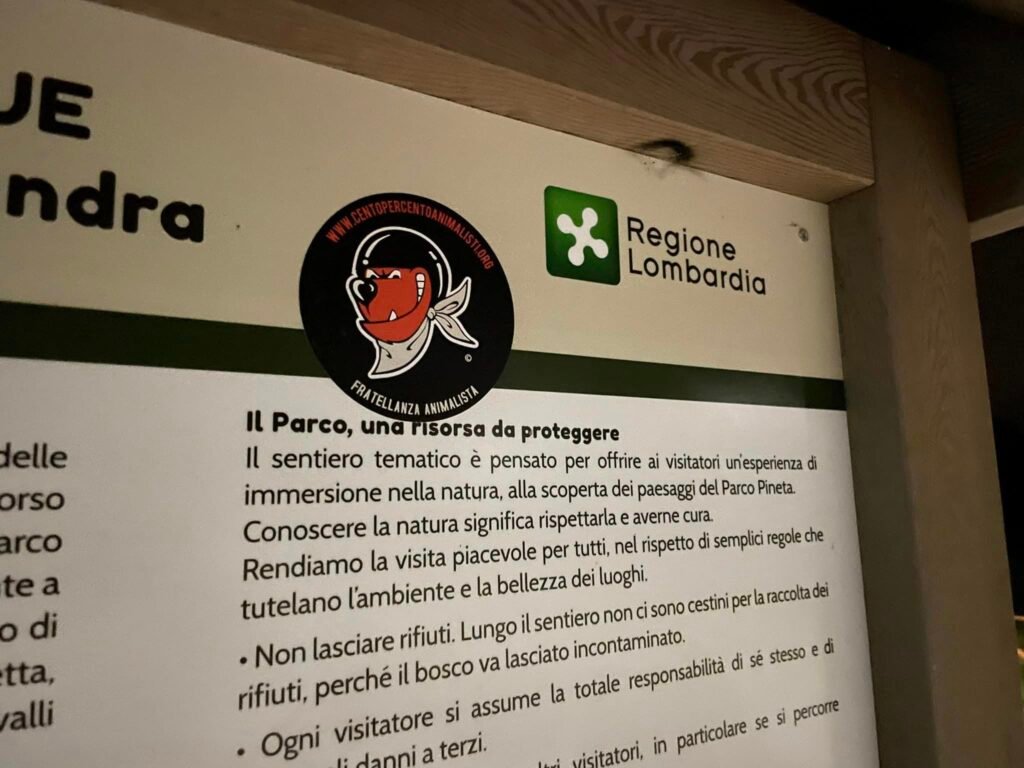 UE
ndra
WWW.CENTOPERCENTOANIMALISTI.ORG
©
FRATELLANZA ANIMALISTA
Regione
Lombardia
delle
orso
arco
te a
o di
etta,
valli
Il Parco, una risorsa da proteggere
Il sentiero tematico è pensato per offrire ai visitatori un'esperienza di
immersione nella natura, alla scoperta dei paesaggi del Parco Pineta.
Conoscere la natura significa rispettarla e averne cura.
Rendiamo la visita piacevole per tutti, nel rispetto di semplici regole che
tutelano l'ambiente e la bellezza dei luoghi.
• Non lasciare rifiuti. Lungo il sentiero non ci sono cestini per la raccolta dei
rifiuti, perché il bosco va lasciato incontaminato.
• Ogni visitatore si assume la totale responsabilità di sé stesso e di
danni a terzi.
visitatori, in particolare se si percorre